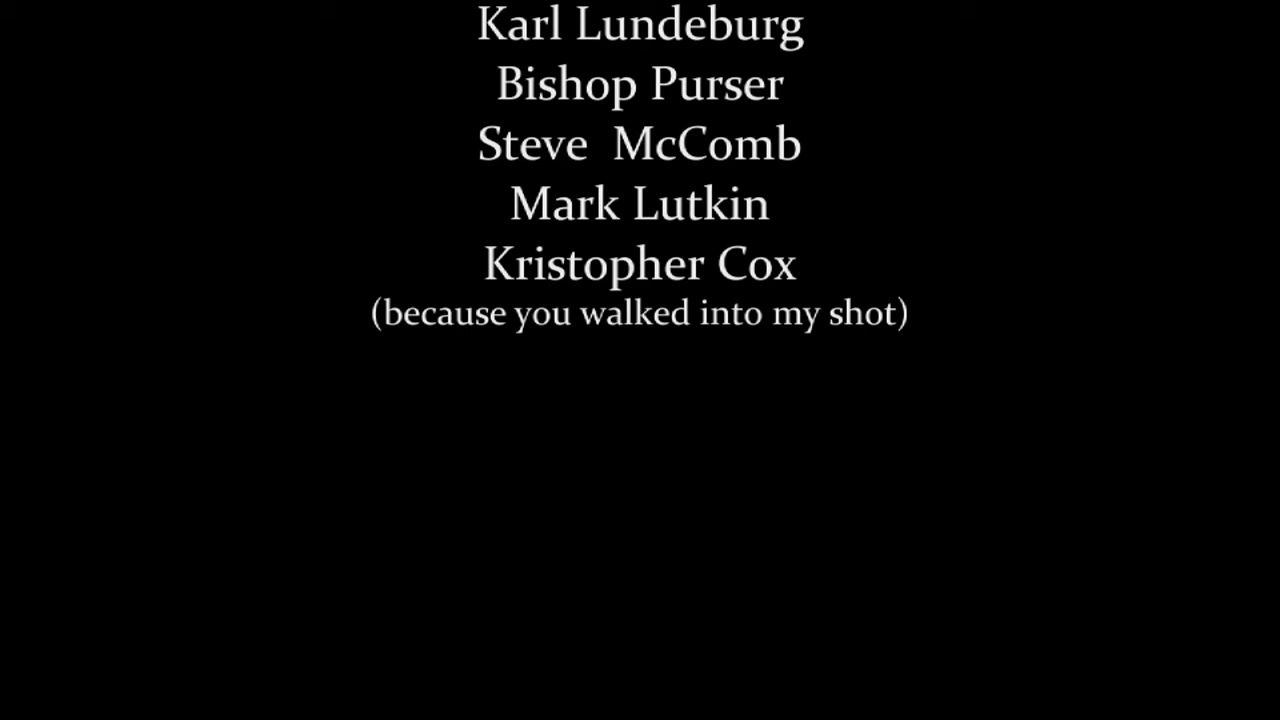 Karl Lundeburg
Bishop Purser
Steve  McComb
Mark Lutkin
Kristopher Cox
(because you walked into my shot)